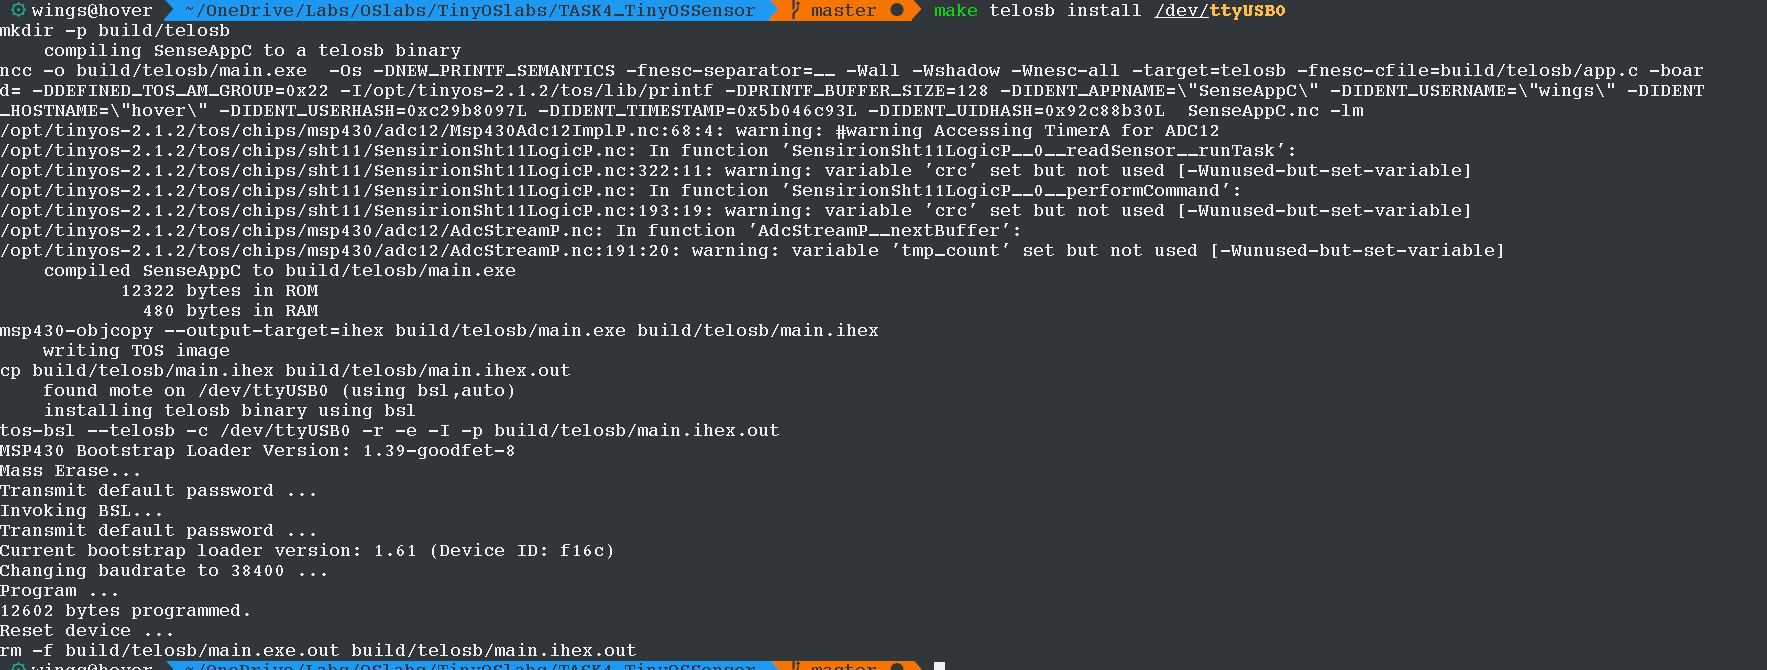 wings@hover ~/OneDrive/Labs/OSlabs/TinyOSlabs/TASK4_TinyOSSensor master ● make telosb install /dev/ttyUSB0
mkdir -p build/telosb
    compiling SenseAppC to a telosb binary
ncc -o build/telosb/main.exe  -Os -DNEW_PRINTF_SEMANTICS -fnesc-separator=__ -Wall -Wshadow -Wnesc-all -target=telosb -fnesc-cfile=build/telosb/app.c -boar
d= -DDEFINED_TOS_AM_GROUP=0x22 -I/opt/tinyos-2.1.2/tos/lib/printf -DPRINTF_BUFFER_SIZE=128 -DIDENT_APPNAME=\"SenseAppC\" -DIDENT_USERNAME=\"wings\" -DIDENT
_HOSTNAME=\"hover\" -DIDENT_USERHASH=0xc29b8097L -DIDENT_TIMESTAMP=0x5b046c93L -DIDENT_UIDHASH=0x92c88b30L  SenseAppC.nc -lm
/opt/tinyos-2.1.2/tos/chips/msp430/adc12/Msp430Adc12ImplP.nc:68:4: warning: #warning Accessing TimerA for ADC12
/opt/tinyos-2.1.2/tos/chips/sht11/SensirionSht11LogicP.nc: In function 'SensirionSht11LogicP__0__readSensor__runTask':
/opt/tinyos-2.1.2/tos/chips/sht11/SensirionSht11LogicP.nc:322:11: warning: variable 'crc' set but not used [-Wunused-but-set-variable]
/opt/tinyos-2.1.2/tos/chips/sht11/SensirionSht11LogicP.nc: In function 'SensirionSht11LogicP__0__performCommand':
/opt/tinyos-2.1.2/tos/chips/sht11/SensirionSht11LogicP.nc:193:19: warning: variable 'crc' set but not used [-Wunused-but-set-variable]
/opt/tinyos-2.1.2/tos/chips/msp430/adc12/AdcStreamP.nc: In function 'AdcStreamP__nextBuffer':
/opt/tinyos-2.1.2/tos/chips/msp430/adc12/AdcStreamP.nc:191:20: warning: variable 'tmp_count' set but not used [-Wunused-but-set-variable]
    compiled SenseAppC to build/telosb/main.exe
           12322 bytes in ROM
             480 bytes in RAM
msp430-objcopy --output-target=ihex build/telosb/main.exe build/telosb/main.ihex
    writing TOS image
cp build/telosb/main.ihex build/telosb/main.ihex.out
    found mote on /dev/ttyUSB0 (using bsl,auto)
    installing telosb binary using bsl
tos-bsl --telosb -c /dev/ttyUSB0 -r -e -I -p build/telosb/main.ihex.out
MSP430 Bootstrap Loader Version: 1.39-goodfet-8
Mass Erase...
Transmit default password ...
Invoking BSL...
Transmit default password ...
Current bootstrap loader version: 1.61 (Device ID: f16c)
Changing baudrate to 38400 ...
Program ...
12602 bytes programmed.
Reset device ...
rm -f build/telosb/main.exe.out build/telosb/main.ihex.out
wings@hover ~/OneDrive/Labs/OSlabs/TinyOSlabs/TASK4_TinyOSSensor master ●